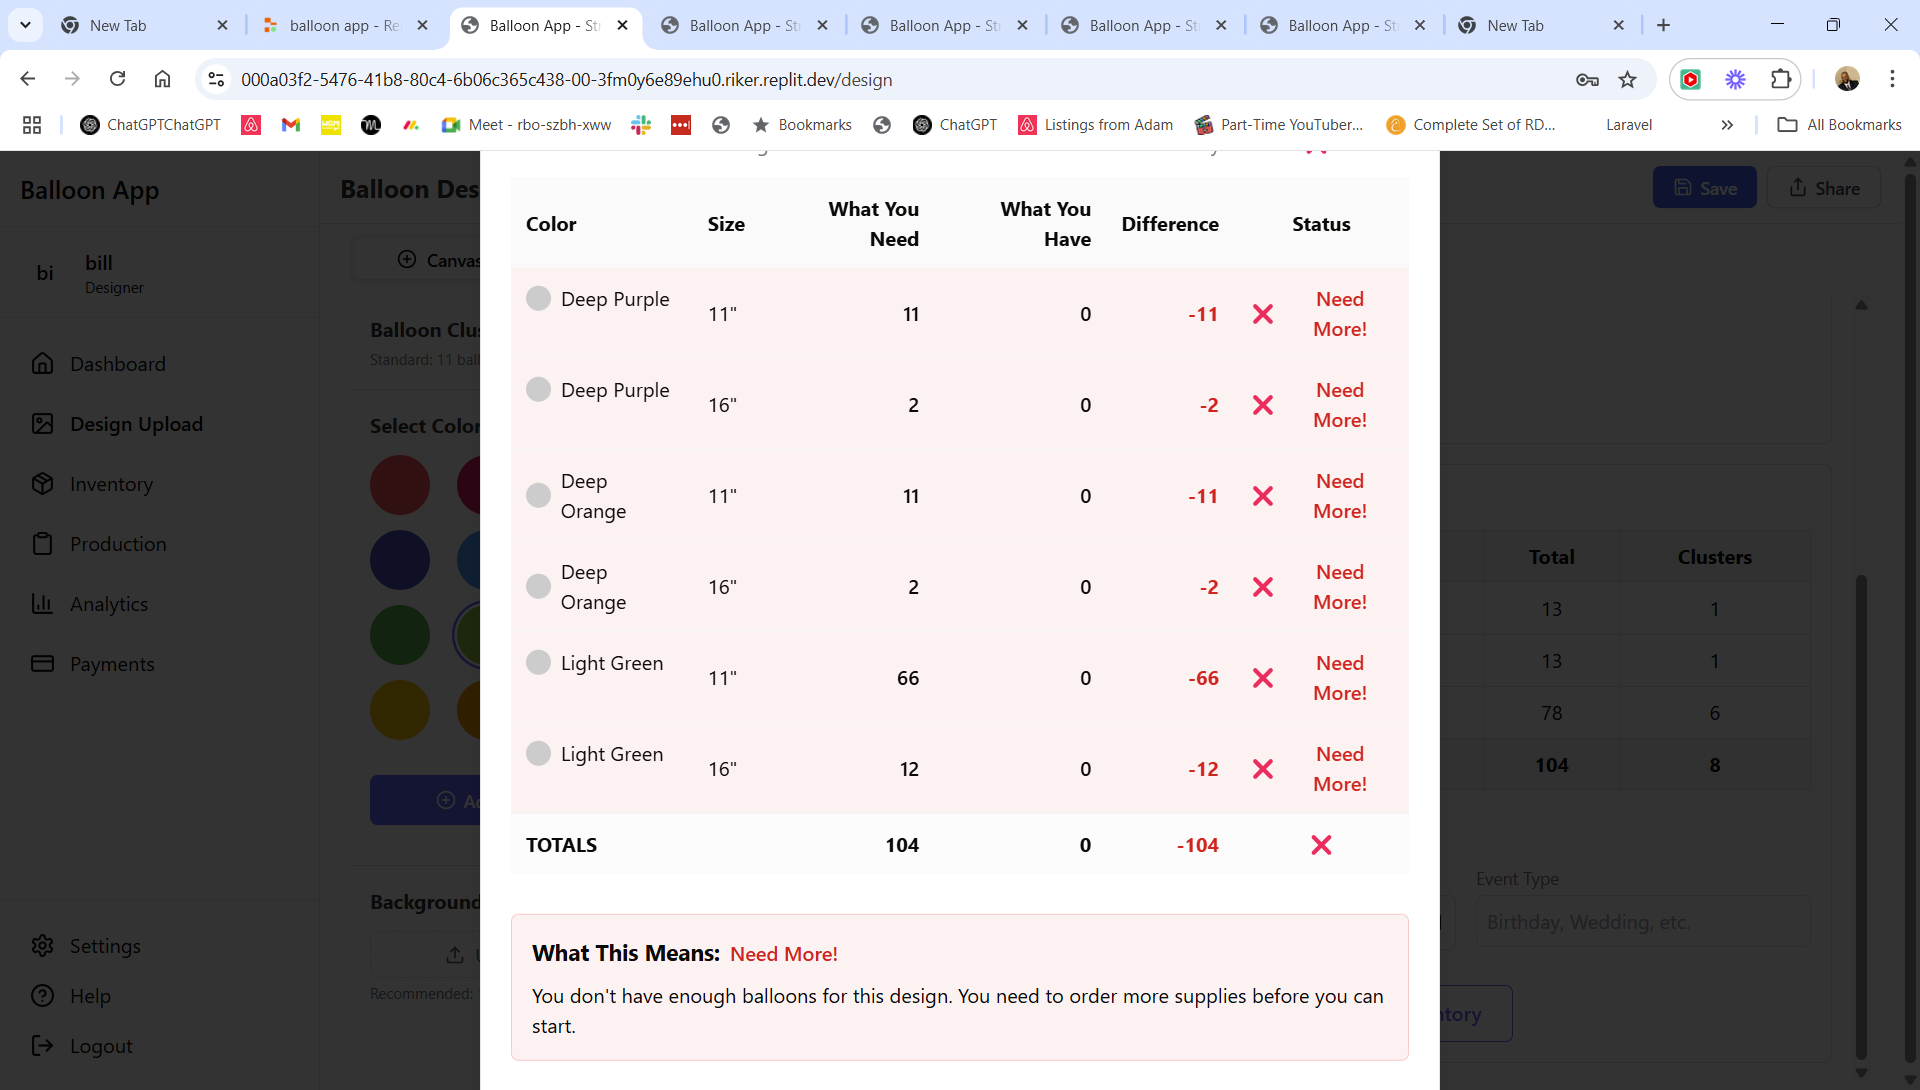 New Tab
balloon app - Re
Balloon App - St
Balloon App - St
Balloon App - St
Balloon App - St
Balloon App - St
New Tab
000a03f2-5476-41b8-80c4-6b06c365c438-00-3fm0y6e89ehu0.riker.replit.dev/design
ChatGPTChatGPT
Meet - rbo-szbh-xww
Bookmarks
ChatGPT
Listings from Adam
Part-Time YouTuber...
Complete Set of RD...
Laravel
All Bookmarks
Balloon App
bi
bill
Designer
Dashboard
Design Upload
Inventory
Production
Analytics
Payments
Settings
Help
Logout
Balloon Des
Save
Share
Canvas
Balloon Clu
Standard: 11 ball
Select Color
Ad
Background
Recommended:
Color Size What You Need What You Have Difference Status
Deep Purple 11" 11 0 -11 Need More!
Deep Purple 16" 2 0 -2 Need More!
Deep Orange 11" 11 0 -11 Need More!
Deep Orange 16" 2 0 -2 Need More!
Light Green 11" 66 0 -66 Need More!
Light Green 16" 12 0 -12 Need More!
TOTALS 104 0 -104
What This Means: Need More!
You don't have enough balloons for this design. You need to order more supplies before you can
start.
Total Clusters
13 1
13 1
78 6
104 8
Event Type
Birthday, Wedding, etc.
ntory